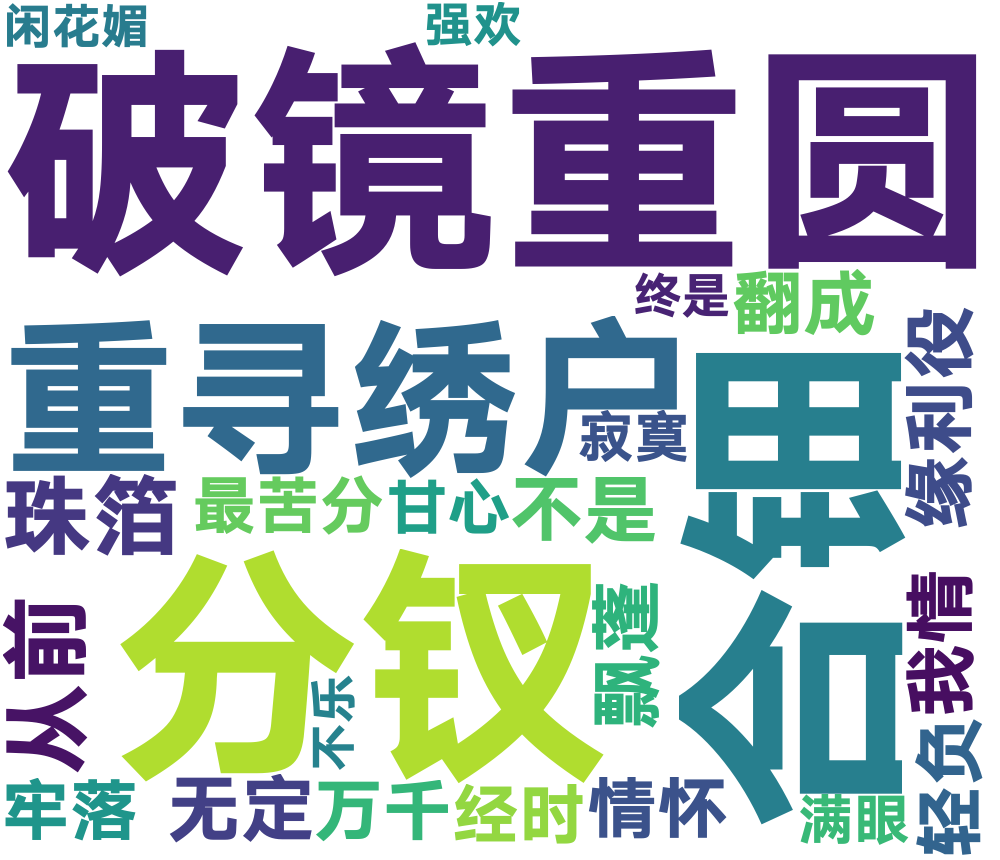 闲花媚
强欢
破镜重圆
终是
翻成
重寻绣户
寂寞
合钿
缘利役
珠箔
最苦分
甘心
不是
分钗
飘蓬
我情
从前
不乐
轻负
牢落
无定
万千
经时
情怀
满眼